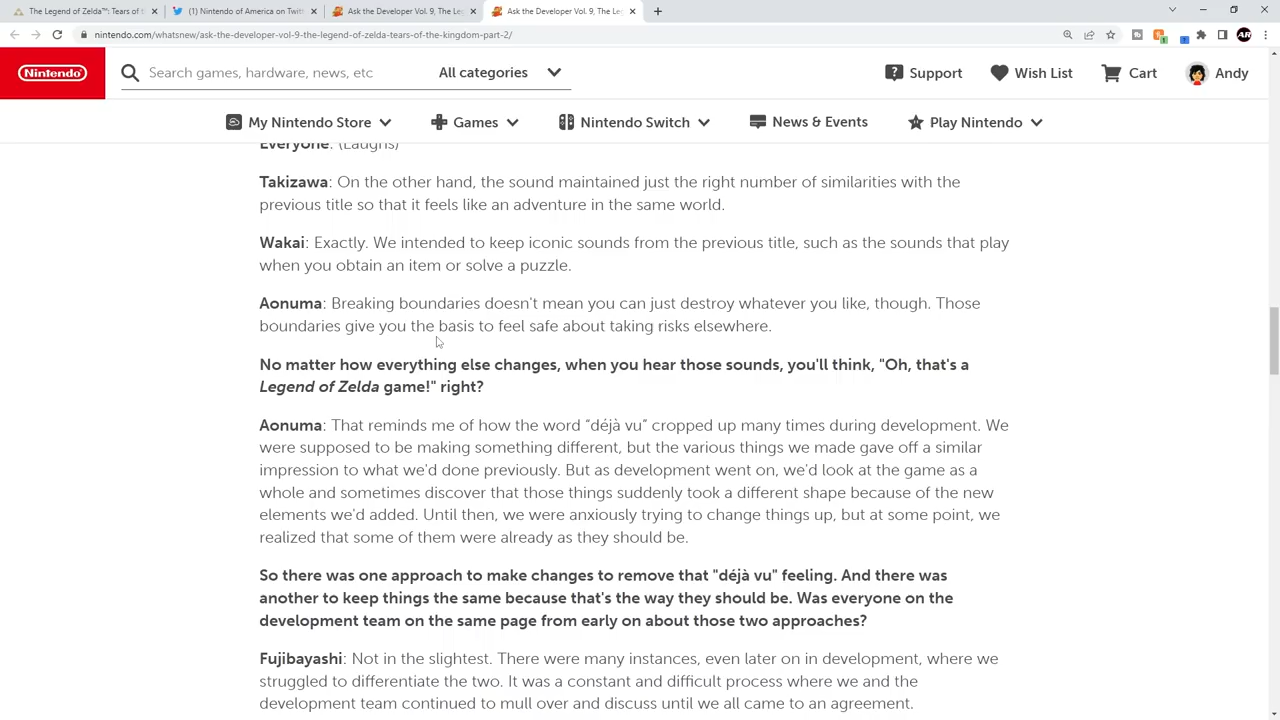 The Legend of Zelda™: Tears of t
(1) Nintendo of America on Twitt
Ask the Developer Vol. 9, The Leg
Ask the Developer Vol. 9, The Leg
nintendo.com/whatsnew/ask-the-developer-vol-9-the-legend-of-zelda-tears-of-the-kingdom-part-2/
Nintendo
Search games, hardware, news, etc
All categories
Support
Wish List
Cart
Andy
My Nintendo Store
Games
Nintendo Switch
News & Events
Play Nintendo
Everyone: (Laughs)
Takizawa: On the other hand, the sound maintained just the right number of similarities with the
previous title so that it feels like an adventure in the same world.
Wakai: Exactly. We intended to keep iconic sounds from the previous title, such as the sounds that play
when you obtain an item or solve a puzzle.
Aonuma: Breaking boundaries doesn't mean you can just destroy whatever you like, though. Those
boundaries give you the basis to feel safe about taking risks elsewhere.
No matter how everything else changes, when you hear those sounds, you'll think, "Oh, that's a
Legend of Zelda game!" right?
Aonuma: That reminds me of how the word “déjà vu” cropped up many times during development. We
were supposed to be making something different, but the various things we made gave off a similar
impression to what we'd done previously. But as development went on, we’d look at the game as a
whole and sometimes discover that those things suddenly took a different shape because of the new
elements we'd added. Until then, we were anxiously trying to change things up, but at some point, we
realized that some of them were already as they should be.
So there was one approach to make changes to remove that "déjà vu" feeling. And there was
another to keep things the same because that's the way they should be. Was everyone on the
development team on the same page from early on about those two approaches?
Fujibayashi: Not in the slightest. There were many instances, even later on in development, where we
struggled to differentiate the two. It was a constant and difficult process where we and the
development team continued to mull over and discuss until we all came to an agreement.